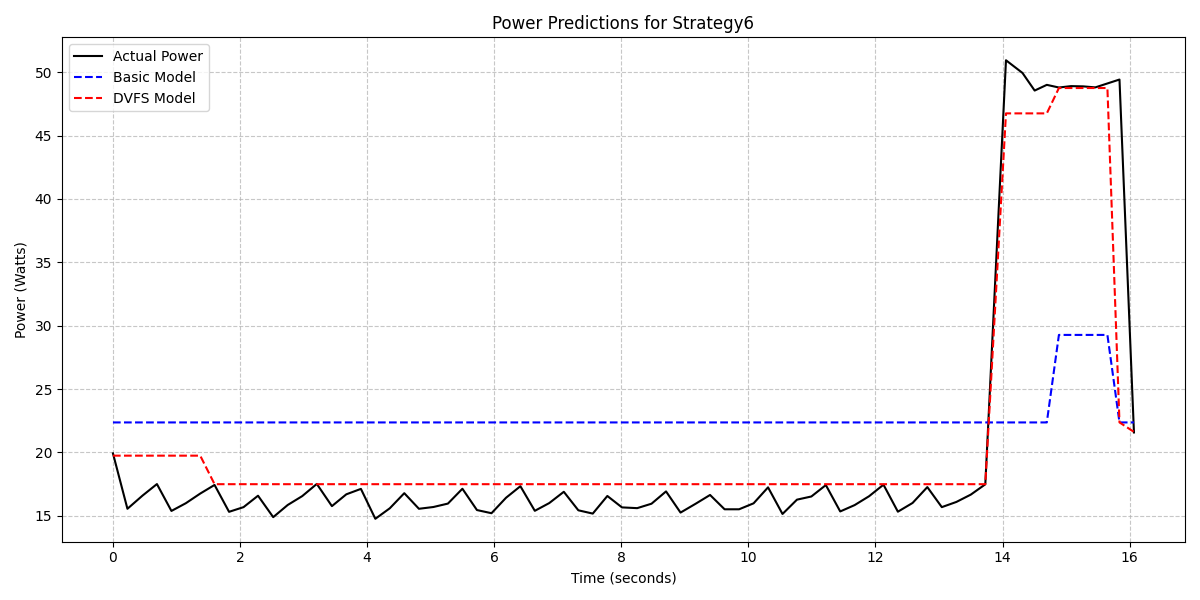 Power Predictions for Strategy6
Actual Power
Basic Model
DVFS Model
Power (Watts)
50
45
40
35
30
25
20
15
0 2 4 6 8 10 12 14 16
Time (seconds)